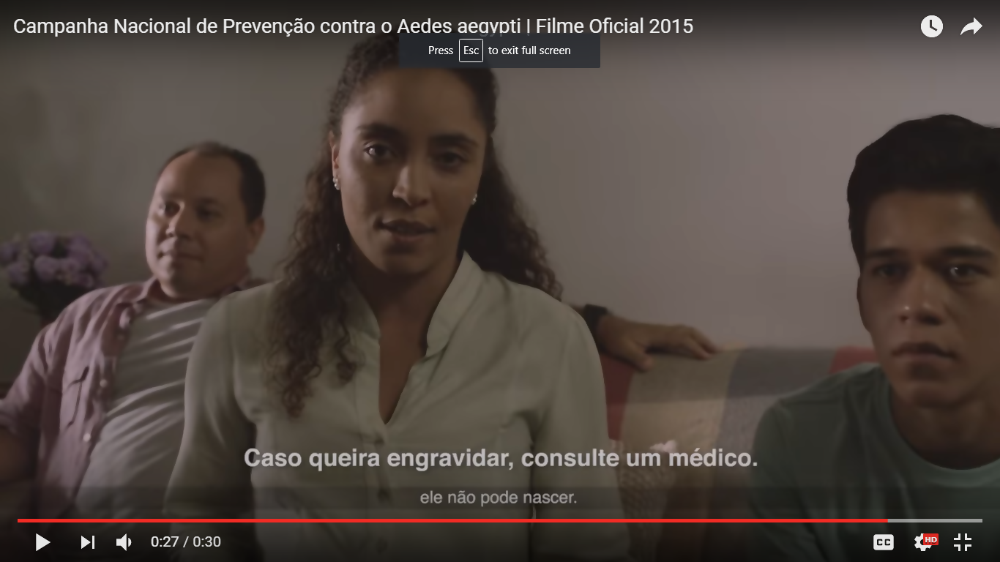 Campanha Nacional de Prevenção contra o Aedes aegypti | Filme Oficial 2015
Press Esc to exit full screen
Caso queira engravidar, consulte um médico.
ele não pode nascer.
0:27 / 0:30
CC
HD